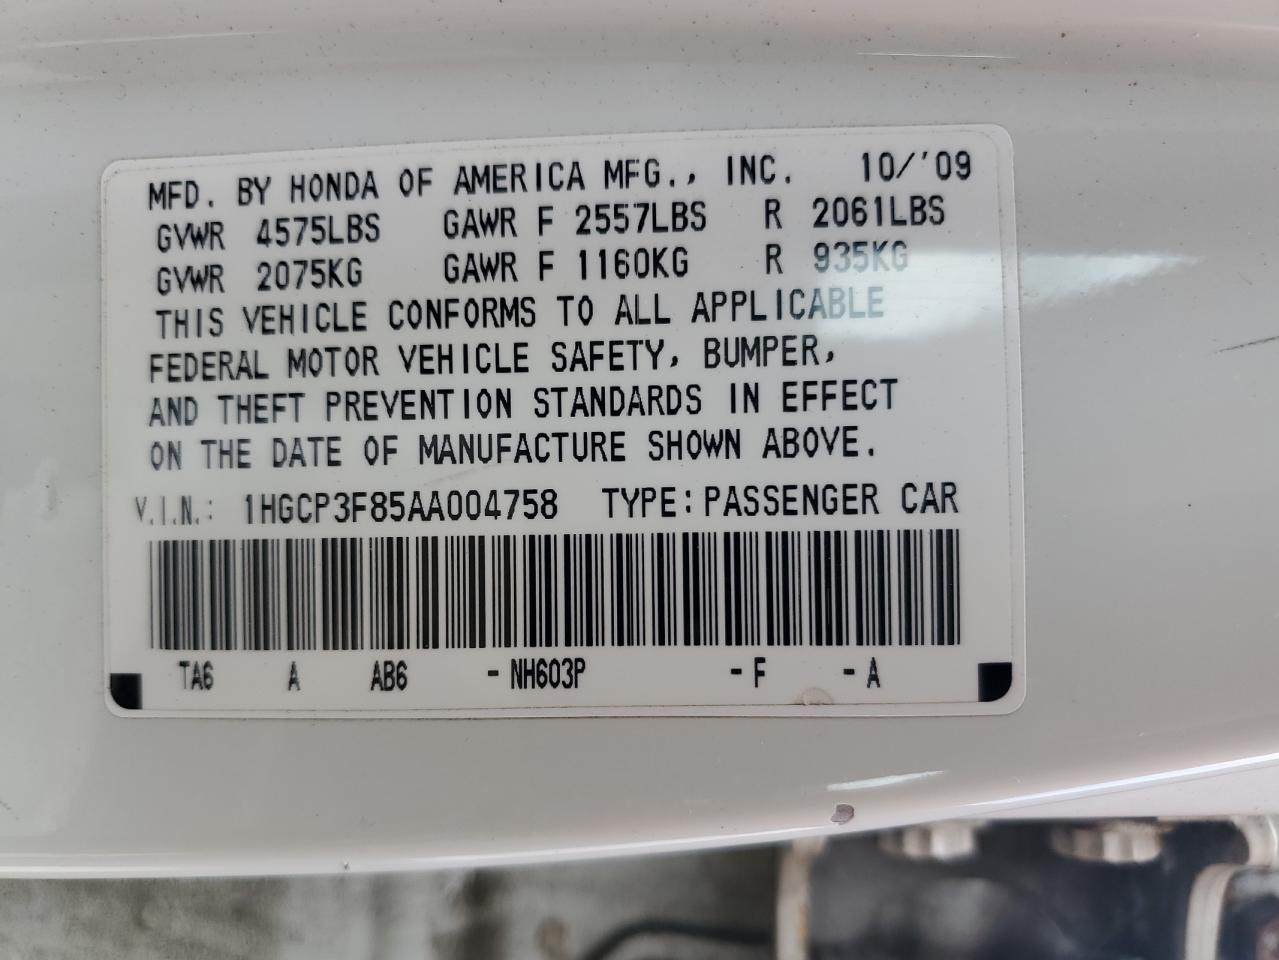 MFD. BY HONDA OF AMERICA MFG., INC. 10/'09
GVWR 4575LBS GAWR F 2557LBS R 2061LBS
GVWR 2075KG GAWR F 1160KG R 935KG
THIS VEHICLE CONFORMS TO ALL APPLICABLE
FEDERAL MOTOR VEHICLE SAFETY, BUMPER,
AND THEFT PREVENTION STANDARDS IN EFFECT
ON THE DATE OF MANUFACTURE SHOWN ABOVE.
V.I.N.: 1HGCP3F85AA004758 TYPE: PASSENGER CAR
TA6 A AB6 - NH603P - F - A